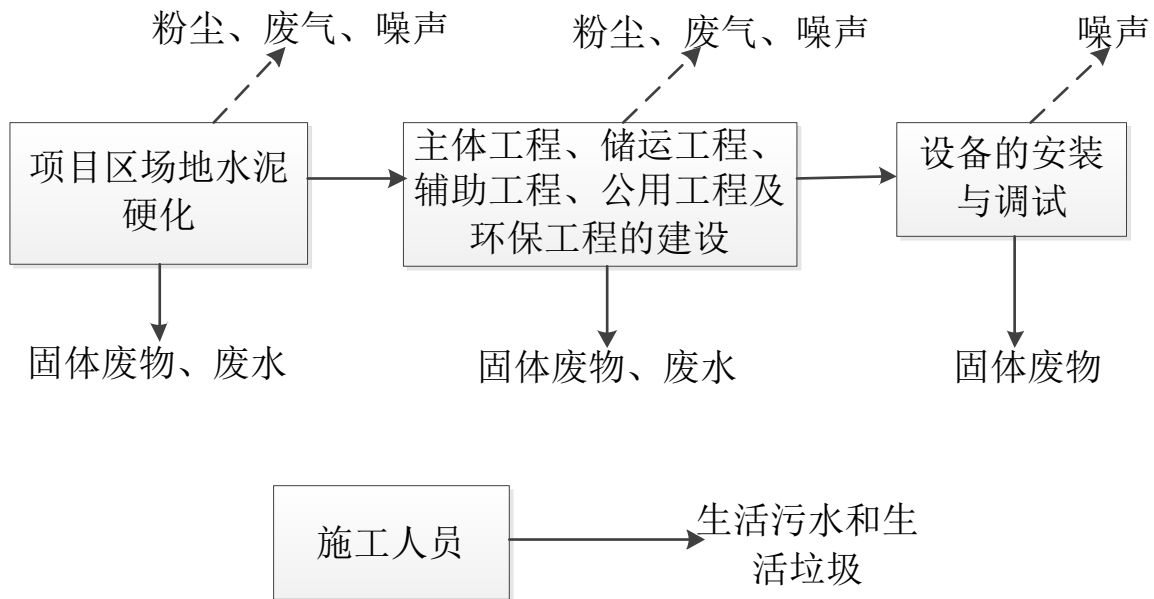 粉尘、废气、噪声
粉尘、废气、噪声
噪声
项目区场地水泥
硬化
主体工程、储运工程、
辅助工程、公用工程及
环保工程的建设
设备的安装
与调试
固体废物、废水
固体废物、废水
固体废物
施工人员
生活污水和生
活垃圾